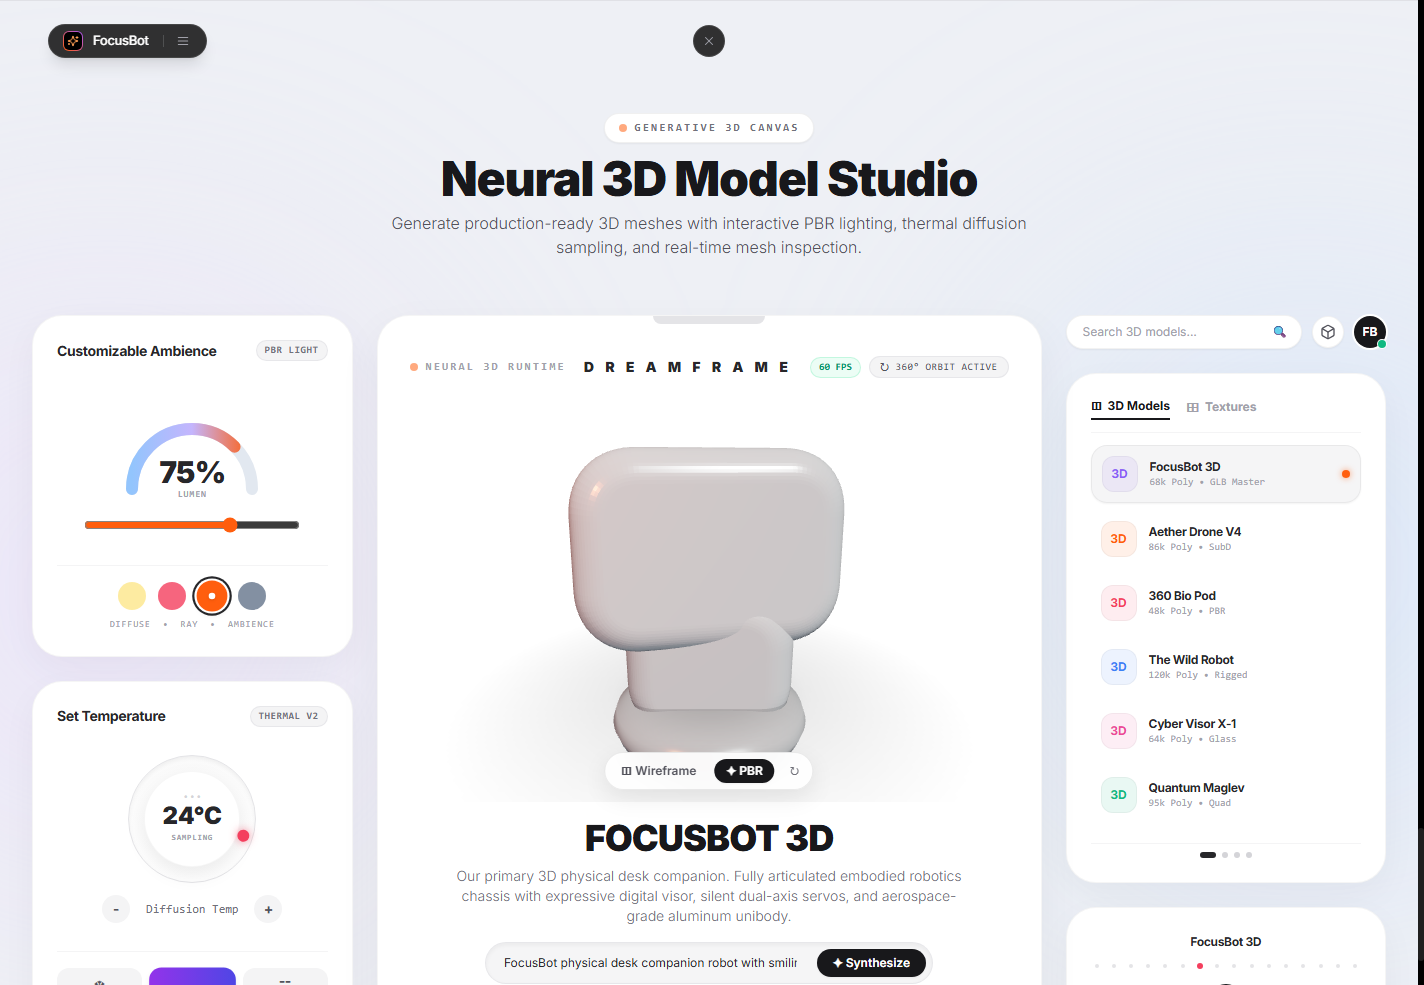 FocusBot
GENERATIVE 3D CANVAS
Neural 3D Model Studio
Generate production-ready 3D meshes with interactive PBR lighting, thermal diffusion
sampling, and real-time mesh inspection.
Customizable Ambience
PBR LIGHT
75%
LUMEN
DIFFUSE • RAY • AMBIENCE
Set Temperature
THERMAL V2
24°C
SAMPLING
- Diffusion Temp +
NEURAL 3D RUNTIME
DREAMFRAME
60 FPS
↻ 360° ORBIT ACTIVE
Wireframe
✦ PBR
↻
FOCUSBOT 3D
Our primary 3D physical desk companion. Fully articulated embodied robotics
chassis with expressive digital visor, silent dual-axis servos, and aerospace-
grade aluminum unibody.
FocusBot physical desk companion robot with smilin
✦ Synthesize
Search 3D models...
FB
3D Models
Textures
3D
FocusBot 3D
68k Poly • GLB Master
3D
Aether Drone V4
86k Poly • SubD
3D
360 Bio Pod
48k Poly • PBR
3D
The Wild Robot
120k Poly • Rigged
3D
Cyber Visor X-1
64k Poly • Glass
3D
Quantum Maglev
95k Poly • Quad
FocusBot 3D